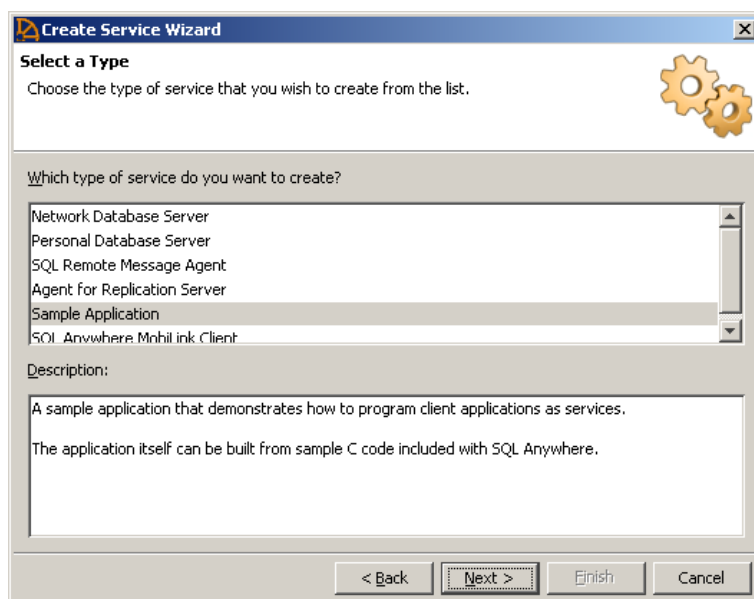 Create Service Wizard
Select a Type
Choose the type of service that you wish to create from the list.
Which type of service do you want to create?
Network Database Server
Personal Database Server
SQL Remote Message Agent
Agent for Replication Server
Sample Application
SQL Anywhere MobiLink Client
Description:
A sample application that demonstrates how to program client applications as services.
The application itself can be built from sample C code included with SQL Anywhere.
< Back Next > Finish Cancel